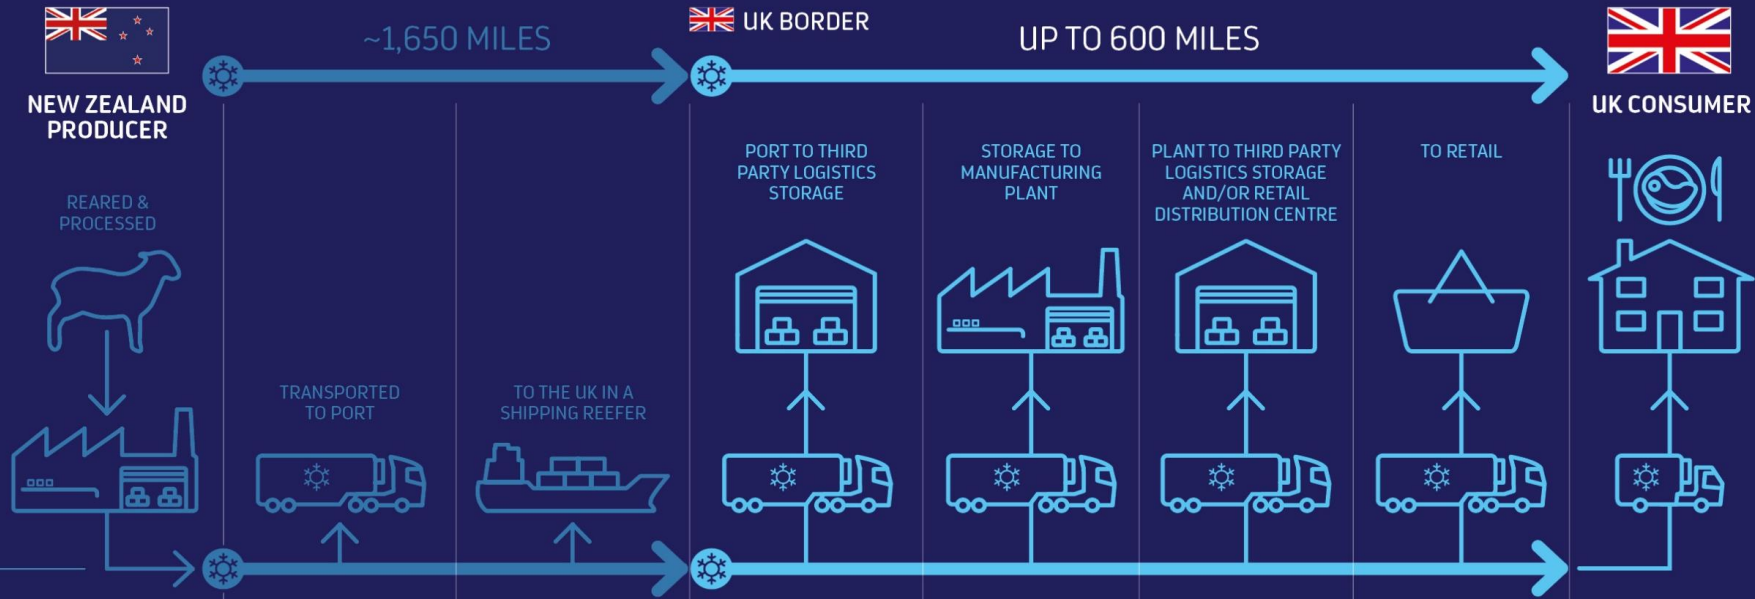 ~1,650 MILES
UK BORDER
UP TO 600 MILES
NEW ZEALAND
PRODUCER
UK CONSUMER
REARED &
PROCESSED
TRANSPORTED
TO PORT
TO THE UK IN A
SHIPPING REEFER
PORT TO THIRD
PARTY LOGISTICS
STORAGE
STORAGE TO
MANUFACTURING
PLANT
PLANT TO THIRD PARTY
LOGISTICS STORAGE
AND/OR RETAIL
DISTRIBUTION CENTRE
TO RETAIL